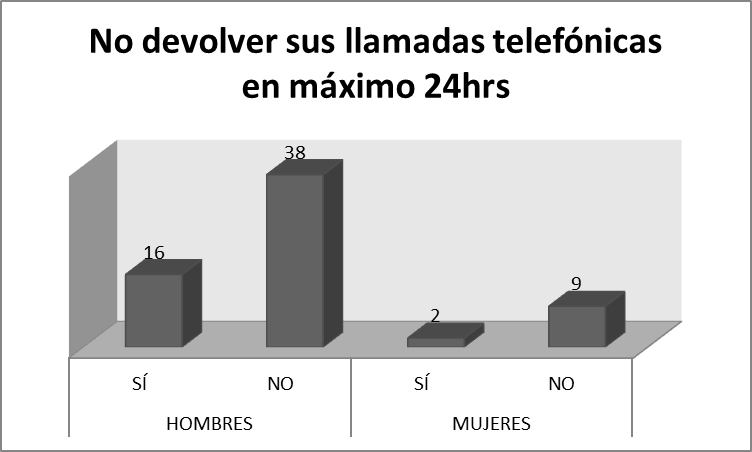 No devolver sus llamadas telefónicas
en máximo 24hrs
38
16
9
2
SÍ NO SÍ NO
HOMBRES MUJERES